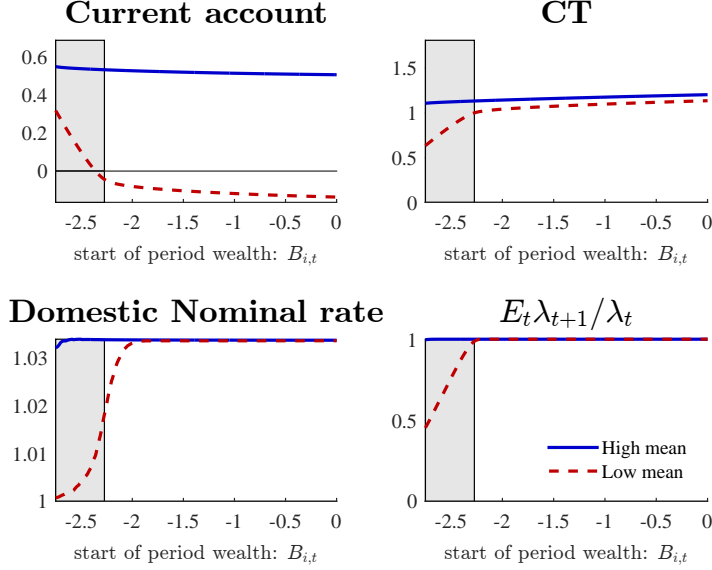 Current account
0.6
0.4
0.2
0
-2.5 -2 -1.5 -1 -0.5 0
start of period wealth: $B_{i,t}$
CT
1.5
1
0.5
0
-2.5 -2 -1.5 -1 -0.5 0
start of period wealth: $B_{i,t}$
Domestic Nominal rate
1.03
1.02
1.01
1
-2.5 -2 -1.5 -1 -0.5 0
start of period wealth: $B_{i,t}$
$E_t\lambda_{t+1}/\lambda_t$
1
0.5
0
High mean
Low mean
-2.5 -2 -1.5 -1 -0.5 0
start of period wealth: $B_{i,t}$